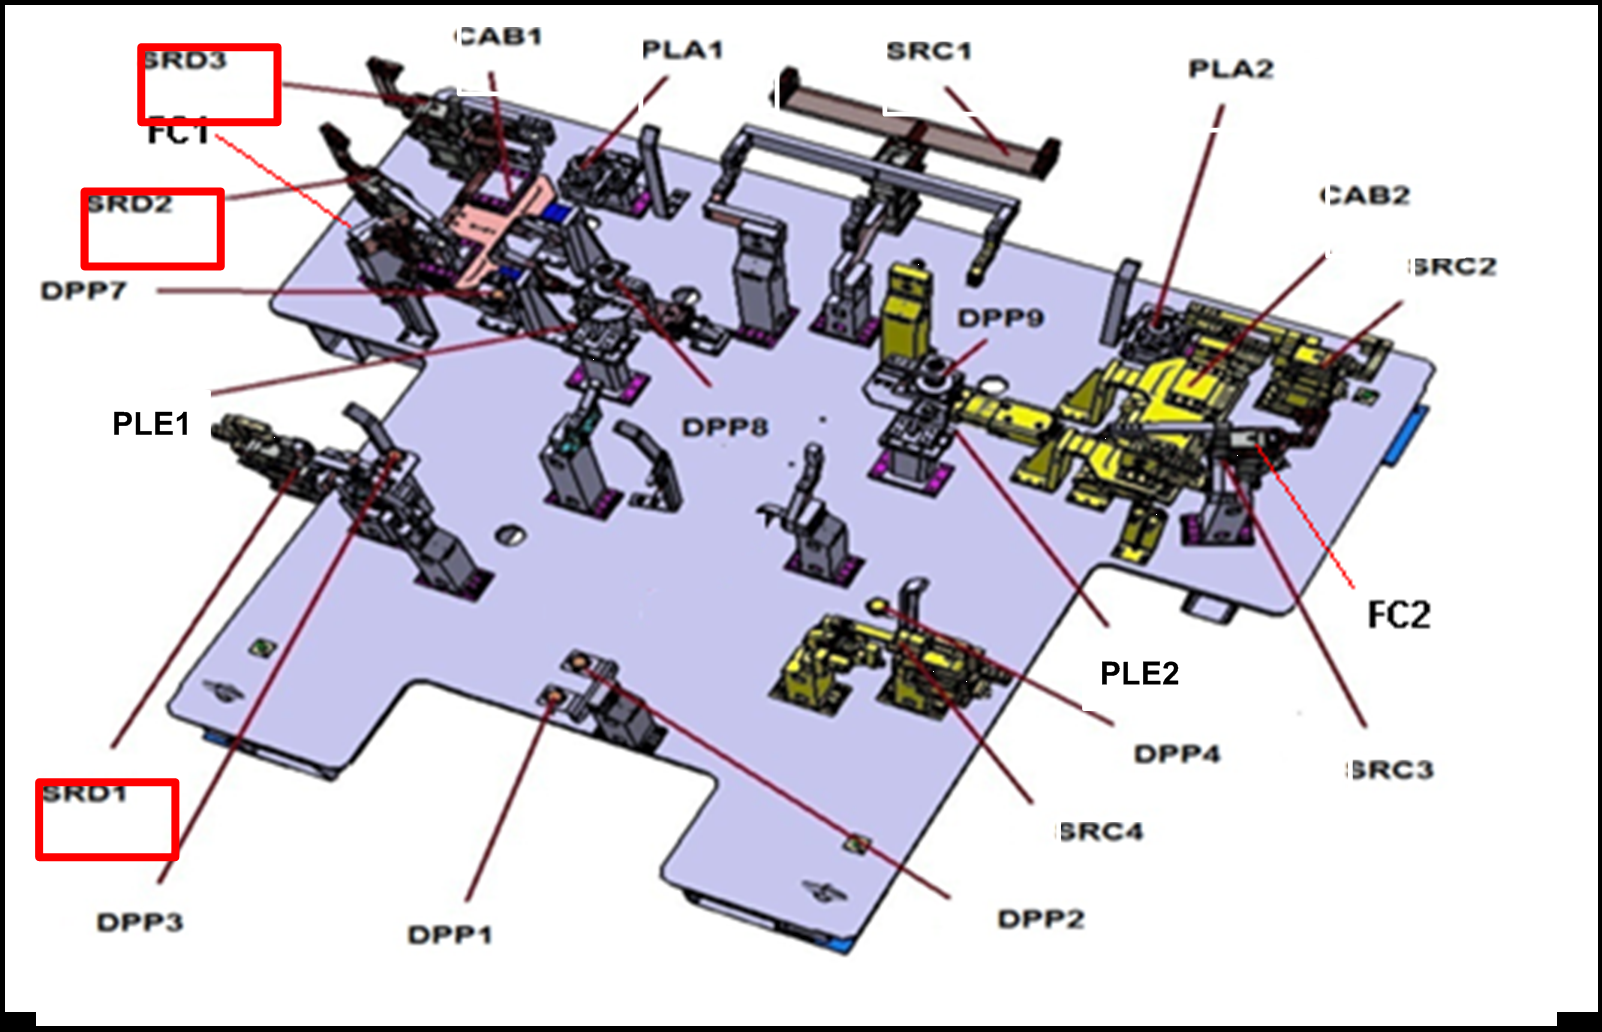 CAB1
PLA1
SRC1
SRD3
PLA2
FC1
CAB2
SRD2
SRC2
DPP7
DPP9
PLE1
DPP8
FC2
PLE2
DPP4
SRC3
SRD1
SRC4
DPP3
DPP1
DPP2